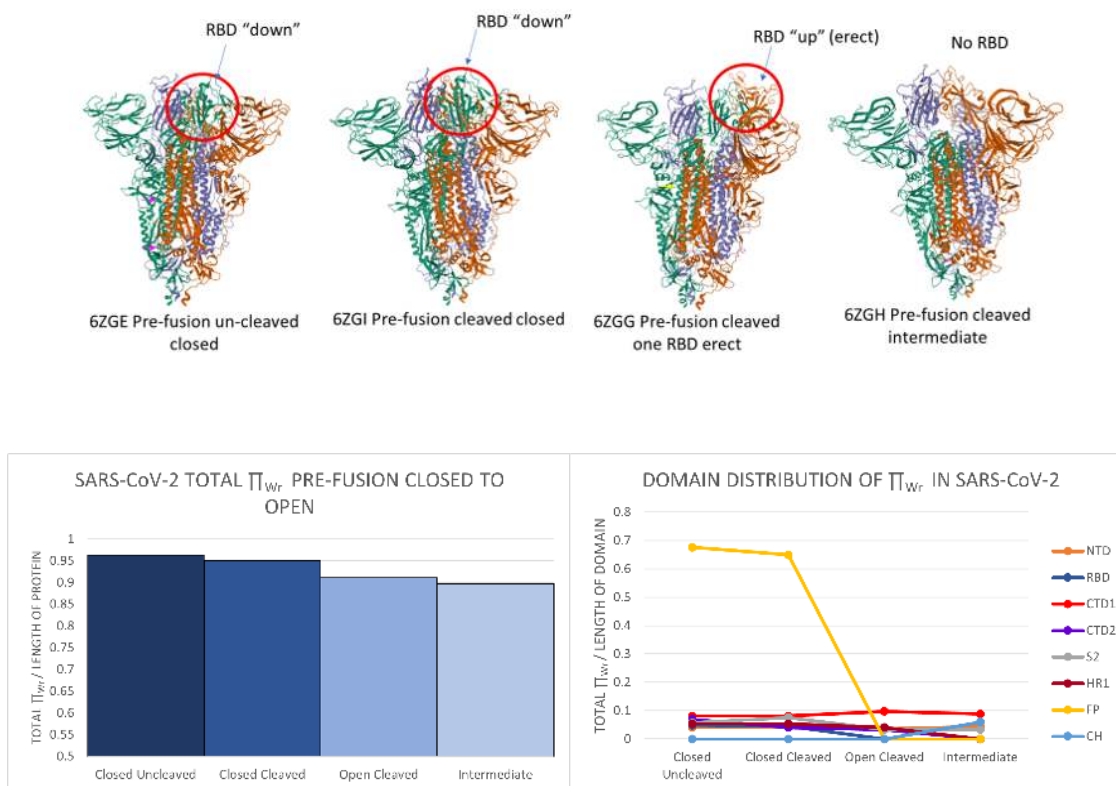 RBD “down”
RBD “down”
RBD “up” (erect)
No RBD
6ZGE Pre-fusion un-cleaved
closed
6ZGI Pre-fusion cleaved closed
6ZGG Pre-fusion cleaved
one RBD erect
6ZGH Pre-fusion cleaved
intermediate
SARS-CoV-2 TOTAL ∏Wr PRE-FUSION CLOSED TO
OPEN
TOTAL ∏Wr / LENGTH OF PROTEIN
1
0.95
0.9
0.85
0.8
0.75
0.7
0.65
0.6
0.55
0.5
Closed Uncleaved
Closed Cleaved
Open Cleaved
Intermediate
DOMAIN DISTRIBUTION OF ∏Wr IN SARS-CoV-2
TOTAL ∏Wr / LENGTH OF DOMAIN
0.8
0.7
0.6
0.5
0.4
0.3
0.2
0.1
0
Closed
Uncleaved
Closed Cleaved
Open Cleaved
Intermediate
NTD
RBD
CTD1
CTD2
S2
HR1
FP
CH